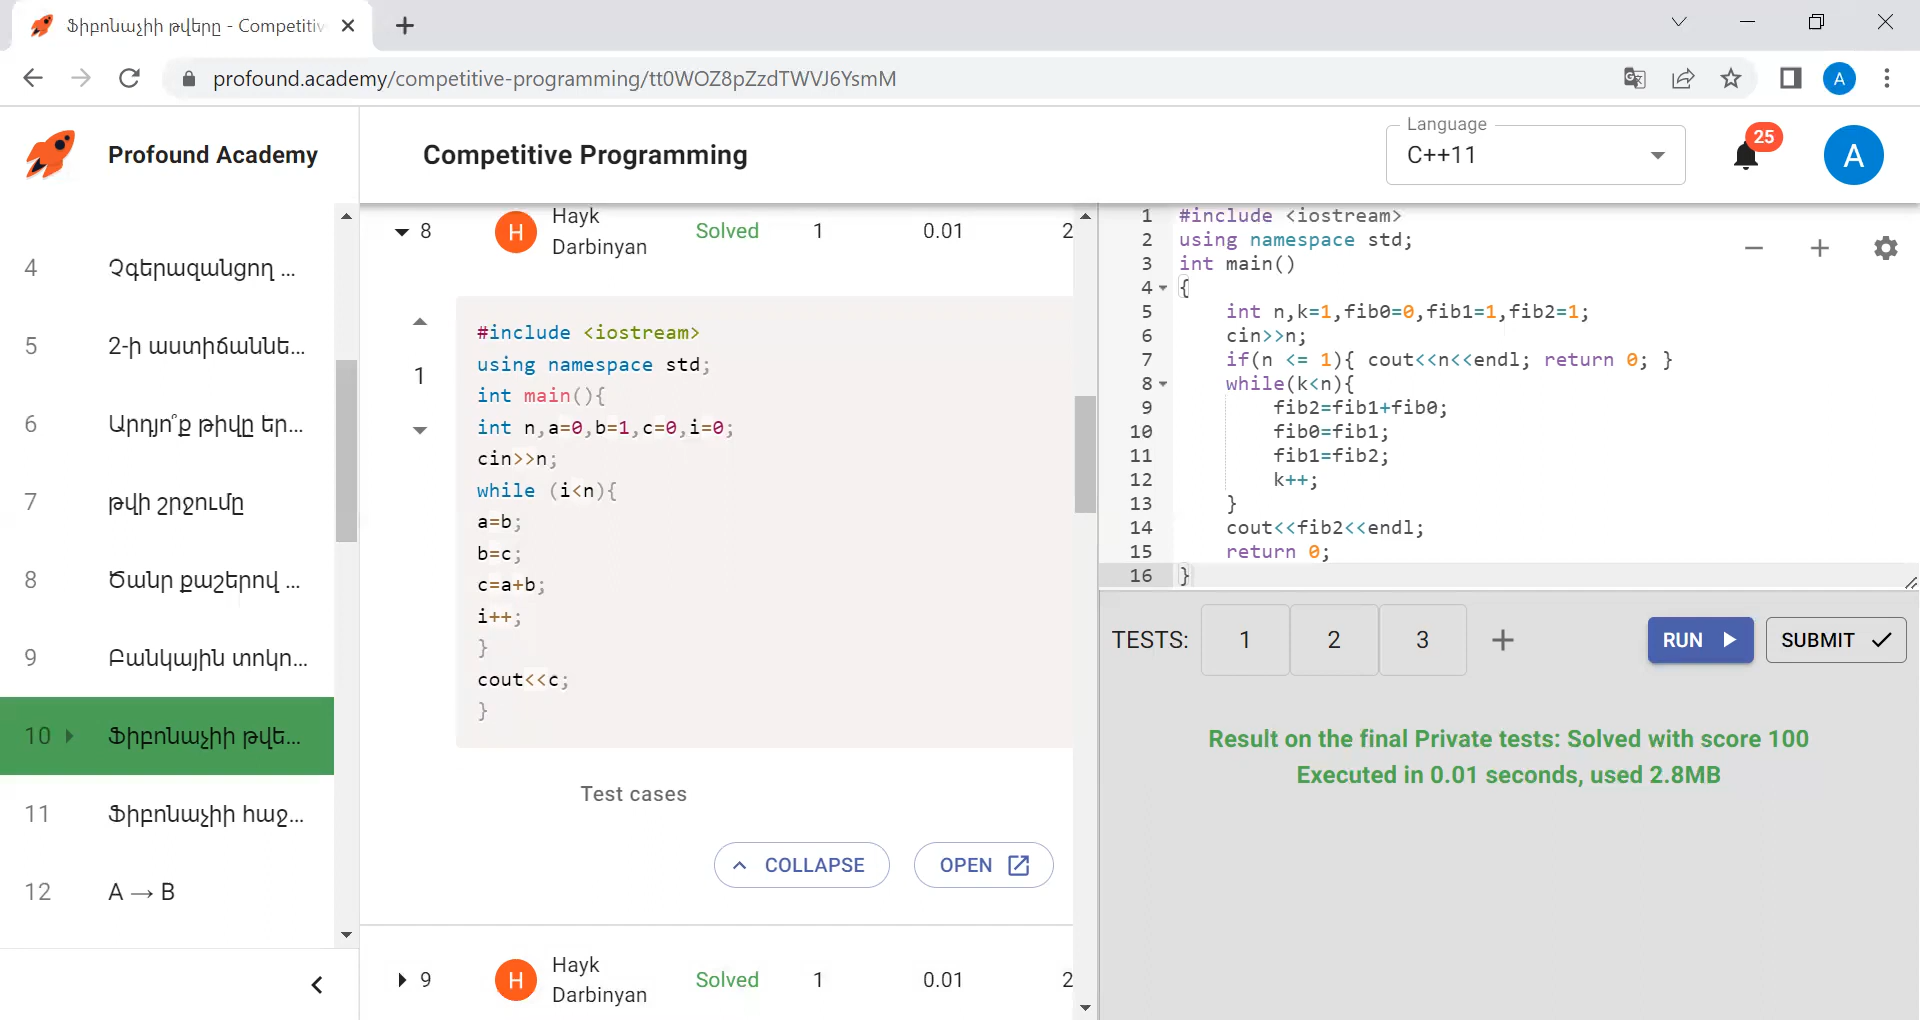 Ֆիբոնաչիի թվերը - Competitiv
profound.academy/competitive-programming/tt0WOZ8pZzdTWVJ6YsmM
A
Profound Academy
Competitive Programming
Language
C++11
25
A
4 Չգերազանցող ...
5 2-ի աստիճաննե...
6 Արդյո՞ք թիվը եր...
7 թվի շրջումը
8 Ծանր քաշերով ...
9 Բանկային տոկո...
10 Ֆիբոնաչիի թվե...
11 Ֆիբոնաչիի հաջ...
12 A → B
8 H Hayk Darbinyan Solved 1 0.01 2
1
#include <iostream>
using namespace std;
int main(){
int n,a=0,b=1,c=0,i=0;
cin>>n;
while (i<n){
a=b;
b=c;
c=a+b;
i++;
}
cout<<c;
}
Test cases
COLLAPSE OPEN
9 H Hayk Darbinyan Solved 1 0.01 2
1 #include <iostream>
2 using namespace std;
3 int main()
4 {
5 int n,k=1,fib0=0,fib1=1,fib2=1;
6 cin>>n;
7 if(n <= 1){ cout<<n<<endl; return 0; }
8 while(k<n){
9 fib2=fib1+fib0;
10 fib0=fib1;
11 fib1=fib2;
12 k++;
13 }
14 cout<<fib2<<endl;
15 return 0;
16 }
TESTS: 1 2 3 + RUN SUBMIT
Result on the final Private tests: Solved with score 100
Executed in 0.01 seconds, used 2.8MB